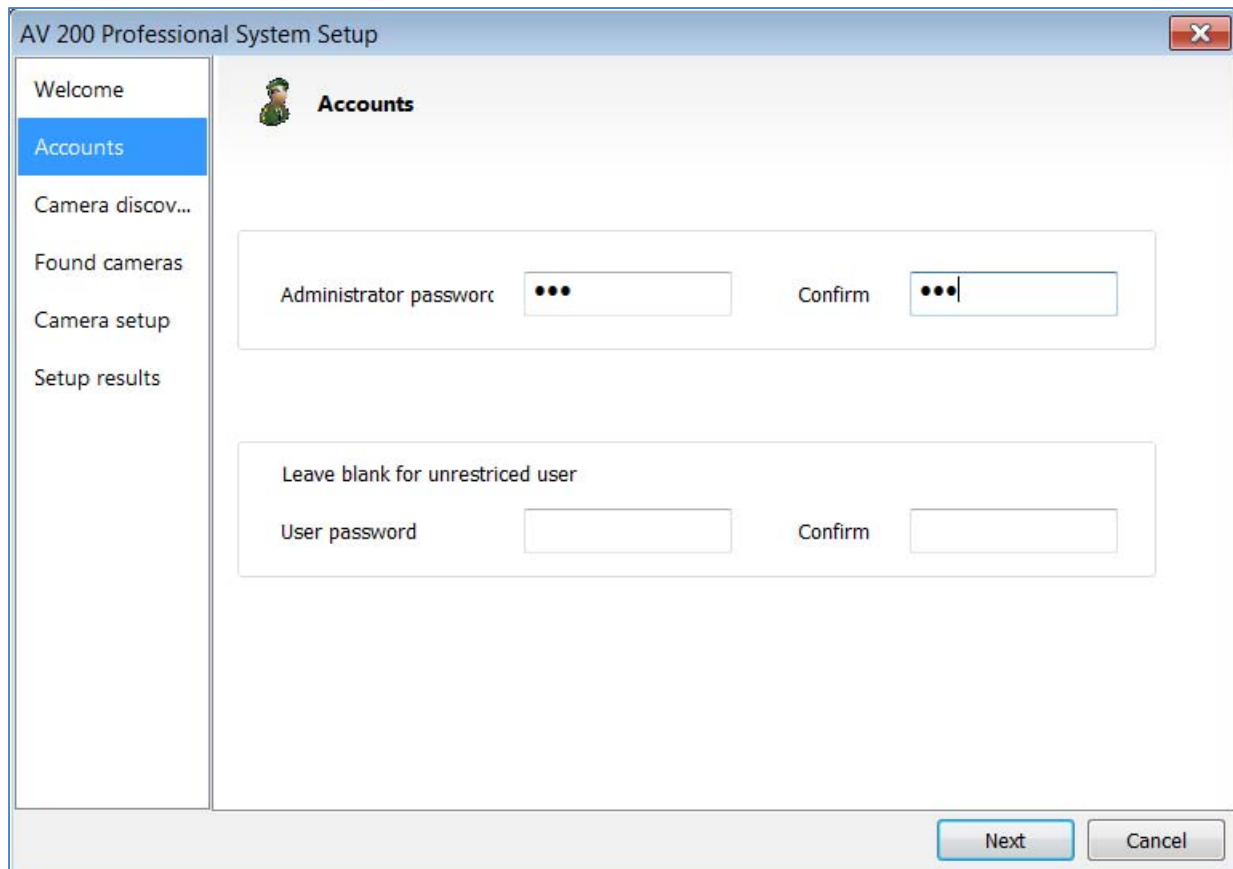 AV 200 Professional System Setup
Welcome
Accounts
Camera discov...
Found cameras
Camera setup
Setup results
Accounts
Administrator passworc
Confirm
Leave blank for unrestriced user
User password
Confirm
Next
Cancel